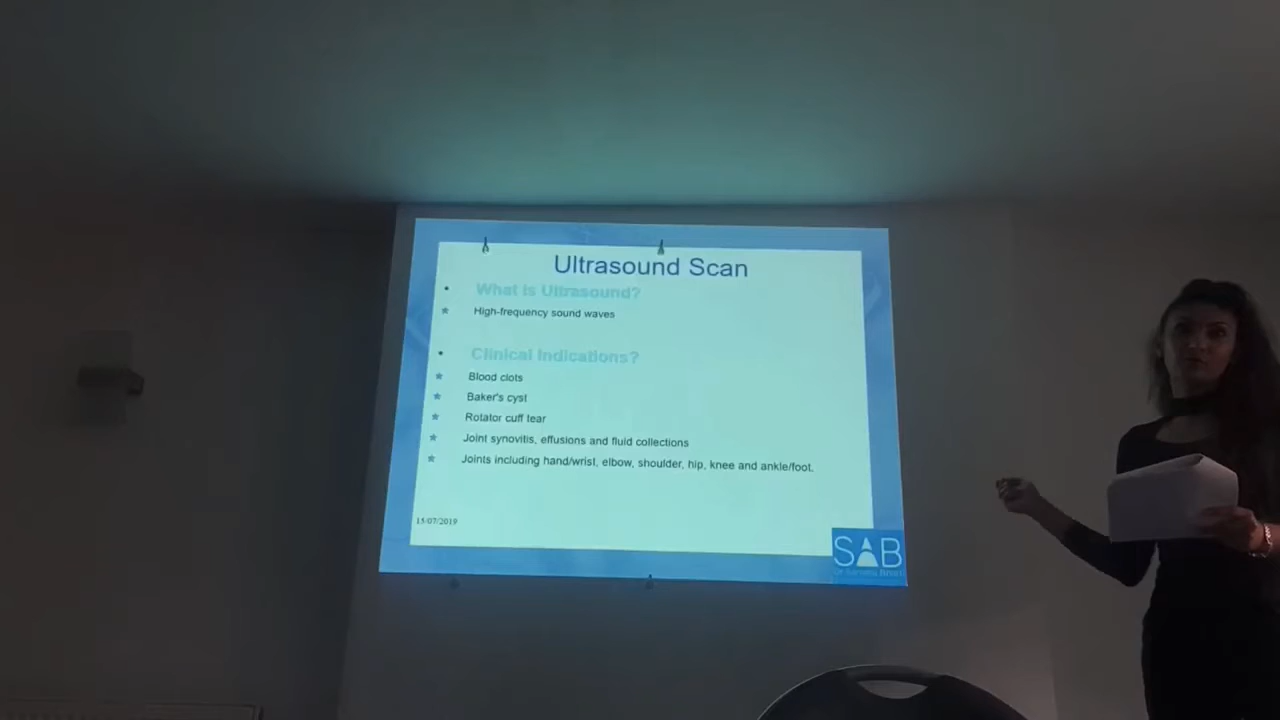 Ultrasound Scan
• What is Ultrasound?
High-frequency sound waves
• Clinical Indications?
Blood clots
Baker's cyst
Rotator cuff tear
Joint synovitis, effusions and fluid collections
Joints including hand/wrist, elbow, shoulder, hip, knee and ankle/foot.
15/07/2019
SAB